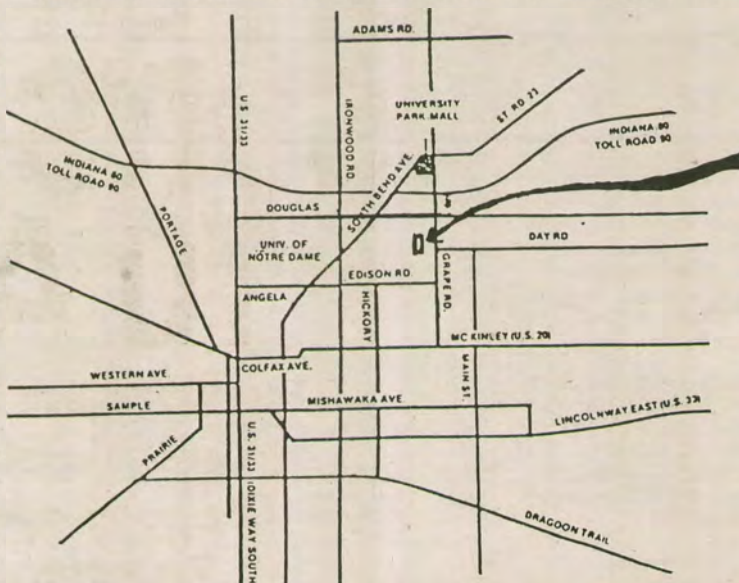 ADAMS RD.
U.S. 31/33
IRONWOOD RD
UNIVERSITY
PARK MALL
ST RD 23
INDIANA 80
TOLL ROAD 90
INDIANA 80
TOLL ROAD 90
PORTAGE
SOUTH BEND AVE.
DOUGLAS
UNIV. OF
NOTRE DAME
DAY RD
EDISON RD.
GRAPE RD.
ANGELA
HICKORY
MC KINLEY (U.S. 20)
COLFAX AVE.
WESTERN AVE.
MAIN ST.
SAMPLE
MISHAWAKA AVE
LINCOLNWAY EAST (U.S. 33)
PRAIRIE
U.S. 31/33
DIXIE WAY SOUTH
DRAGOON TRAIL